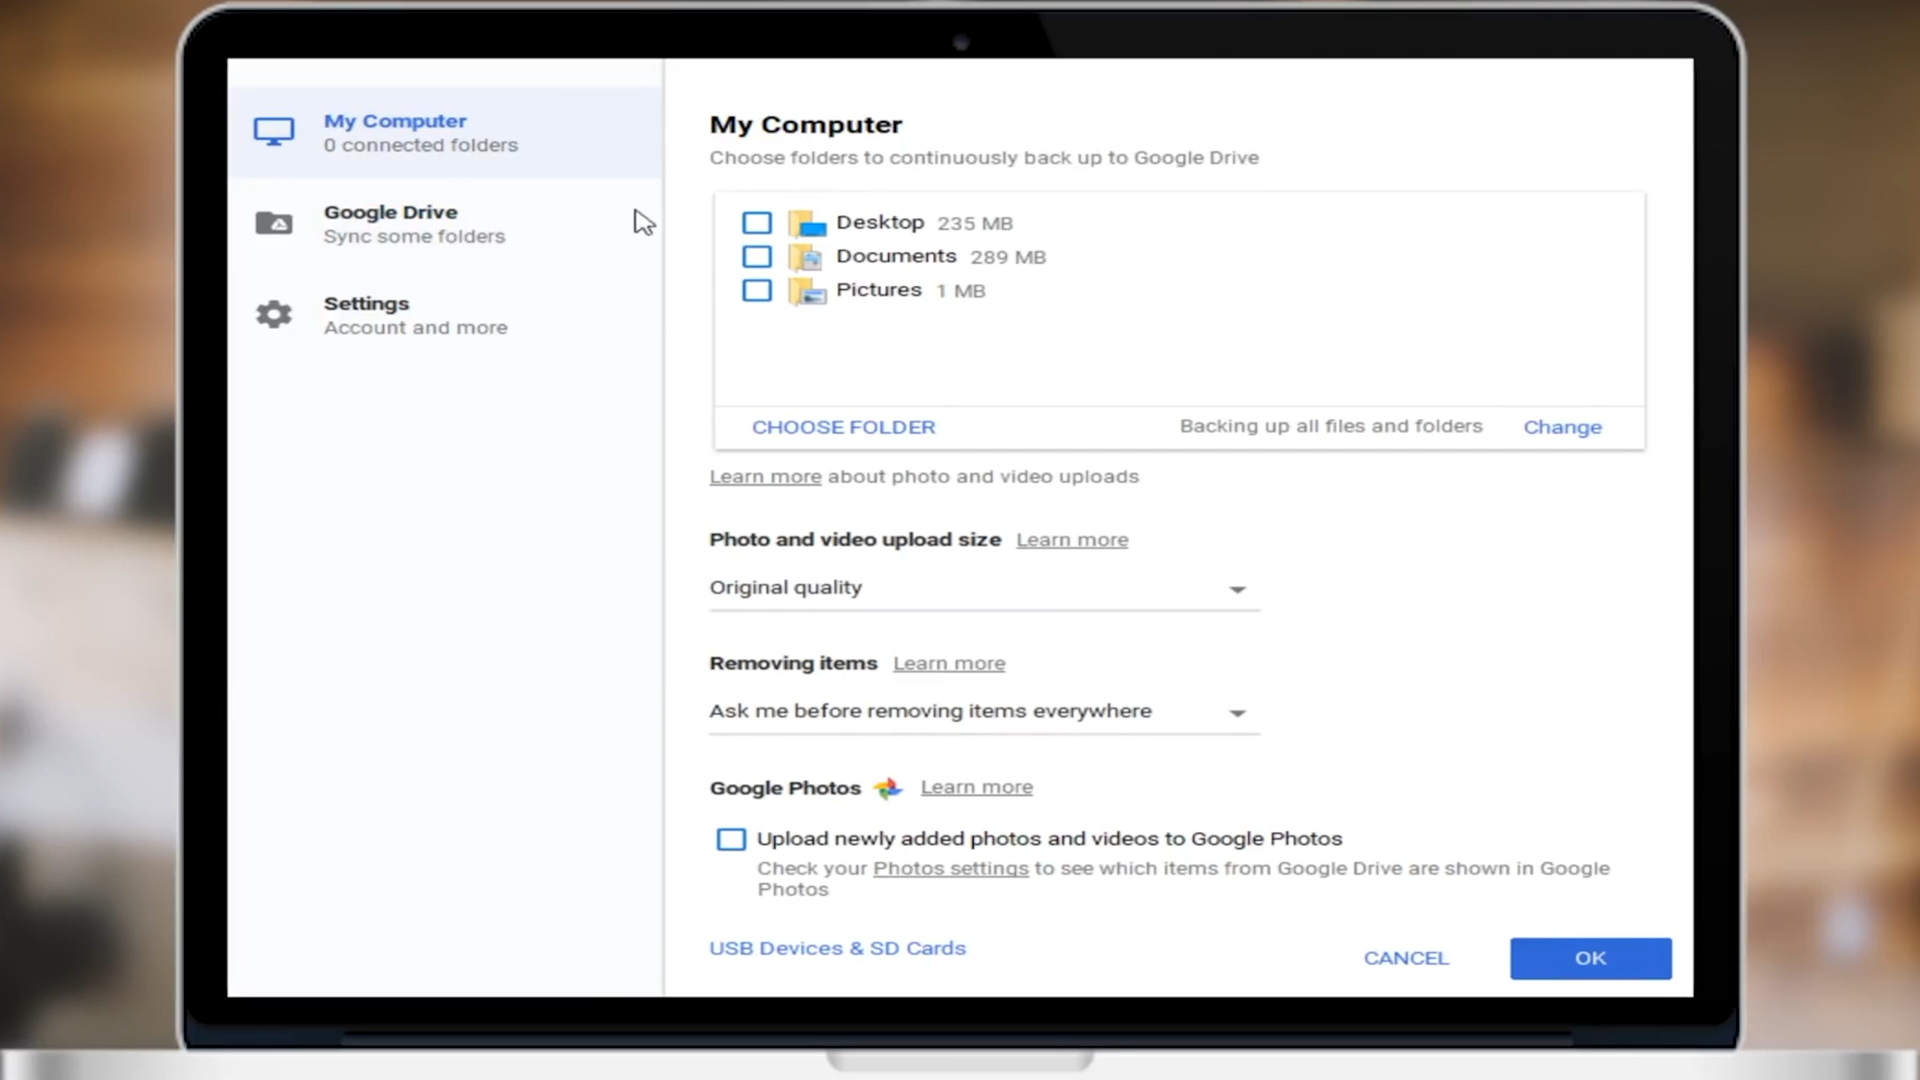 My Computer
0 connected folders
Google Drive
Sync some folders
Settings
Account and more
My Computer
Choose folders to continuously back up to Google Drive
Desktop 235 MB
Documents 289 MB
Pictures 1 MB
CHOOSE FOLDER Backing up all files and folders Change
Learn more about photo and video uploads
Photo and video upload size Learn more
Original quality
Removing items Learn more
Ask me before removing items everywhere
Google Photos Learn more
Upload newly added photos and videos to Google Photos
Check your Photos settings to see which items from Google Drive are shown in Google
Photos
USB Devices & SD Cards
CANCEL OK